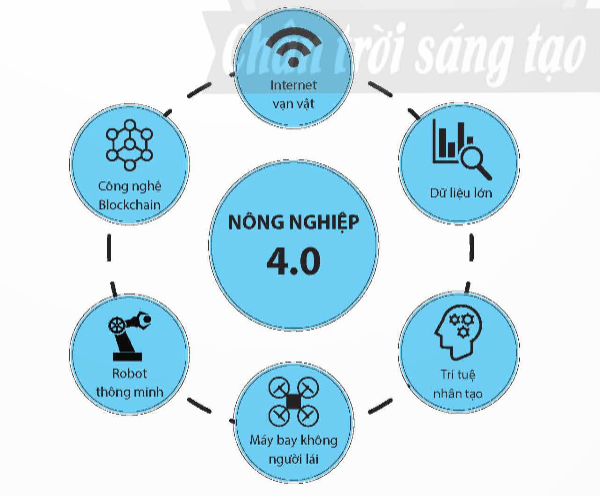 Chân trời sáng tạo
Internet
vạn vật
Công nghệ
Blockchain
Dữ liệu lớn
NÔNG NGHIỆP
4.0
Robot
thông minh
Trí tuệ
nhân tạo
Máy bay không
người lái